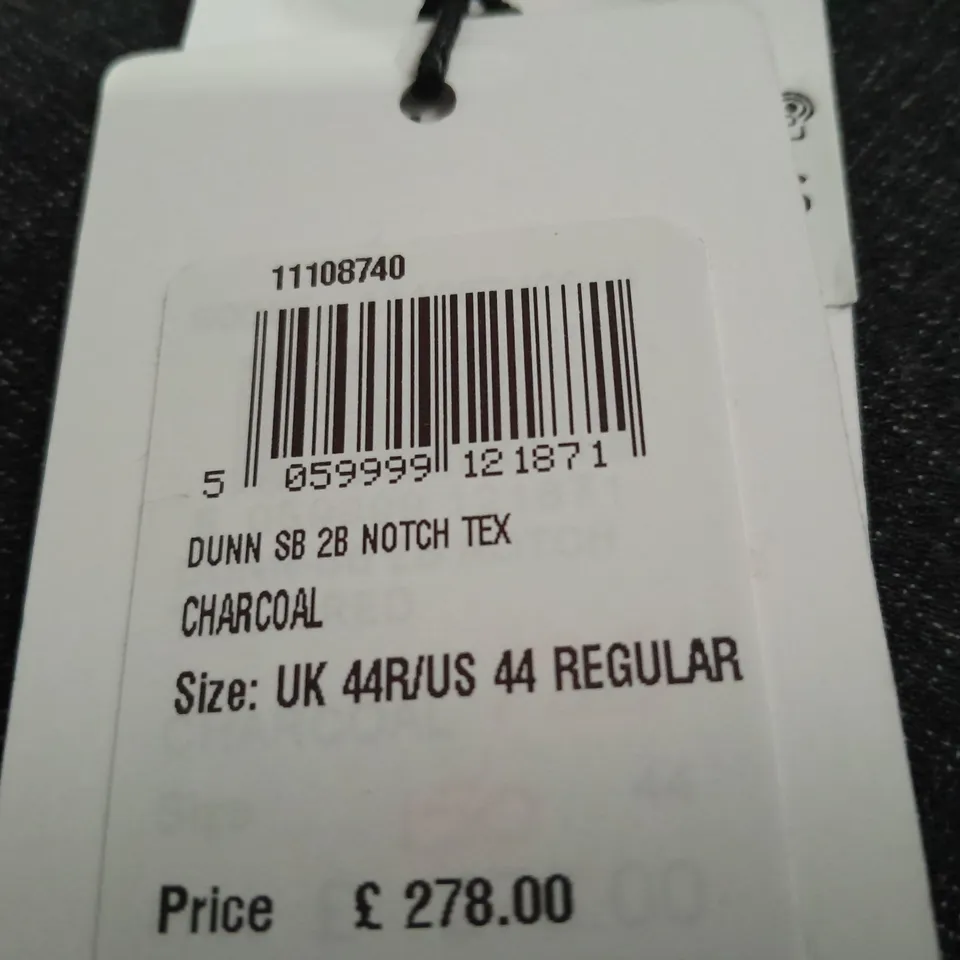 11108740
5 059999 121871
DUNN SB 2B NOTCH TEX
CHARCOAL
Size: UK 44R/US 44 REGULAR
Price £ 278.00